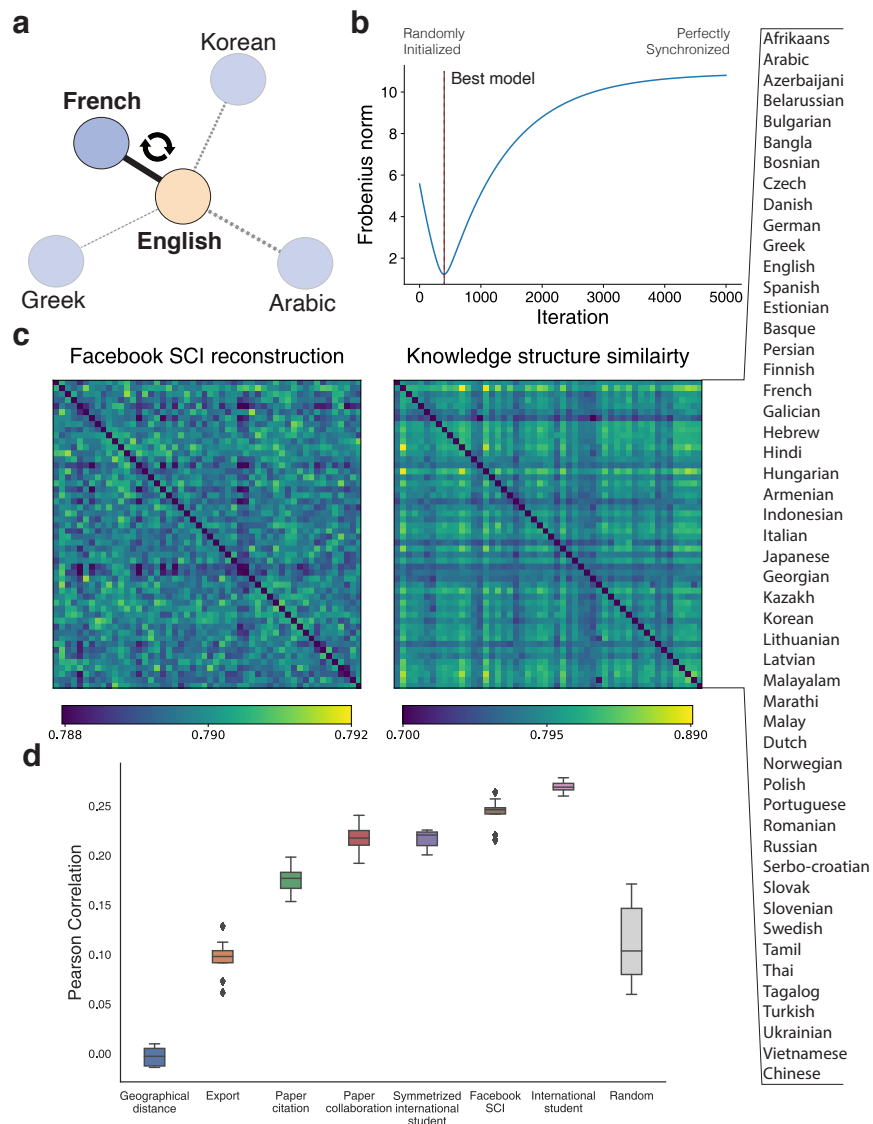 a
Korean
French
English
Greek
Arabic
b
Randomly
Initialized
Perfectly
Synchronized
Best model
Frobenius norm
10
8
6
4
2
0
1000
2000
3000
4000
5000
Iteration
Afrikaans
Arabic
Azerbaijani
Belarussian
Bulgarian
Bangla
Bosnian
Czech
Danish
German
Greek
English
Spanish
Estionian
Basque
Persian
Finnish
French
Galician
Hebrew
Hindi
Hungarian
Armenian
Indonesian
Italian
Japanese
Georgian
Kazakh
Korean
Lithuanian
Latvian
Malayalam
Marathi
Malay
Dutch
Norwegian
Polish
Portuguese
Romanian
Russian
Serbo-croatian
Slovak
Slovenian
Swedish
Tamil
Thai
Tagalog
Turkish
Ukrainian
Vietnamese
Chinese
c
Facebook SCI reconstruction
Knowledge structure similairty
0.788
0.790
0.792
0.700
0.795
0.890
d
Pearson Correlation
0.25
0.20
0.15
0.10
0.05
0.00
Geographical
distance
Export
Paper
citation
Paper
collaboration
Symmetrized
international
student
Facebook
SCI
International
student
Random